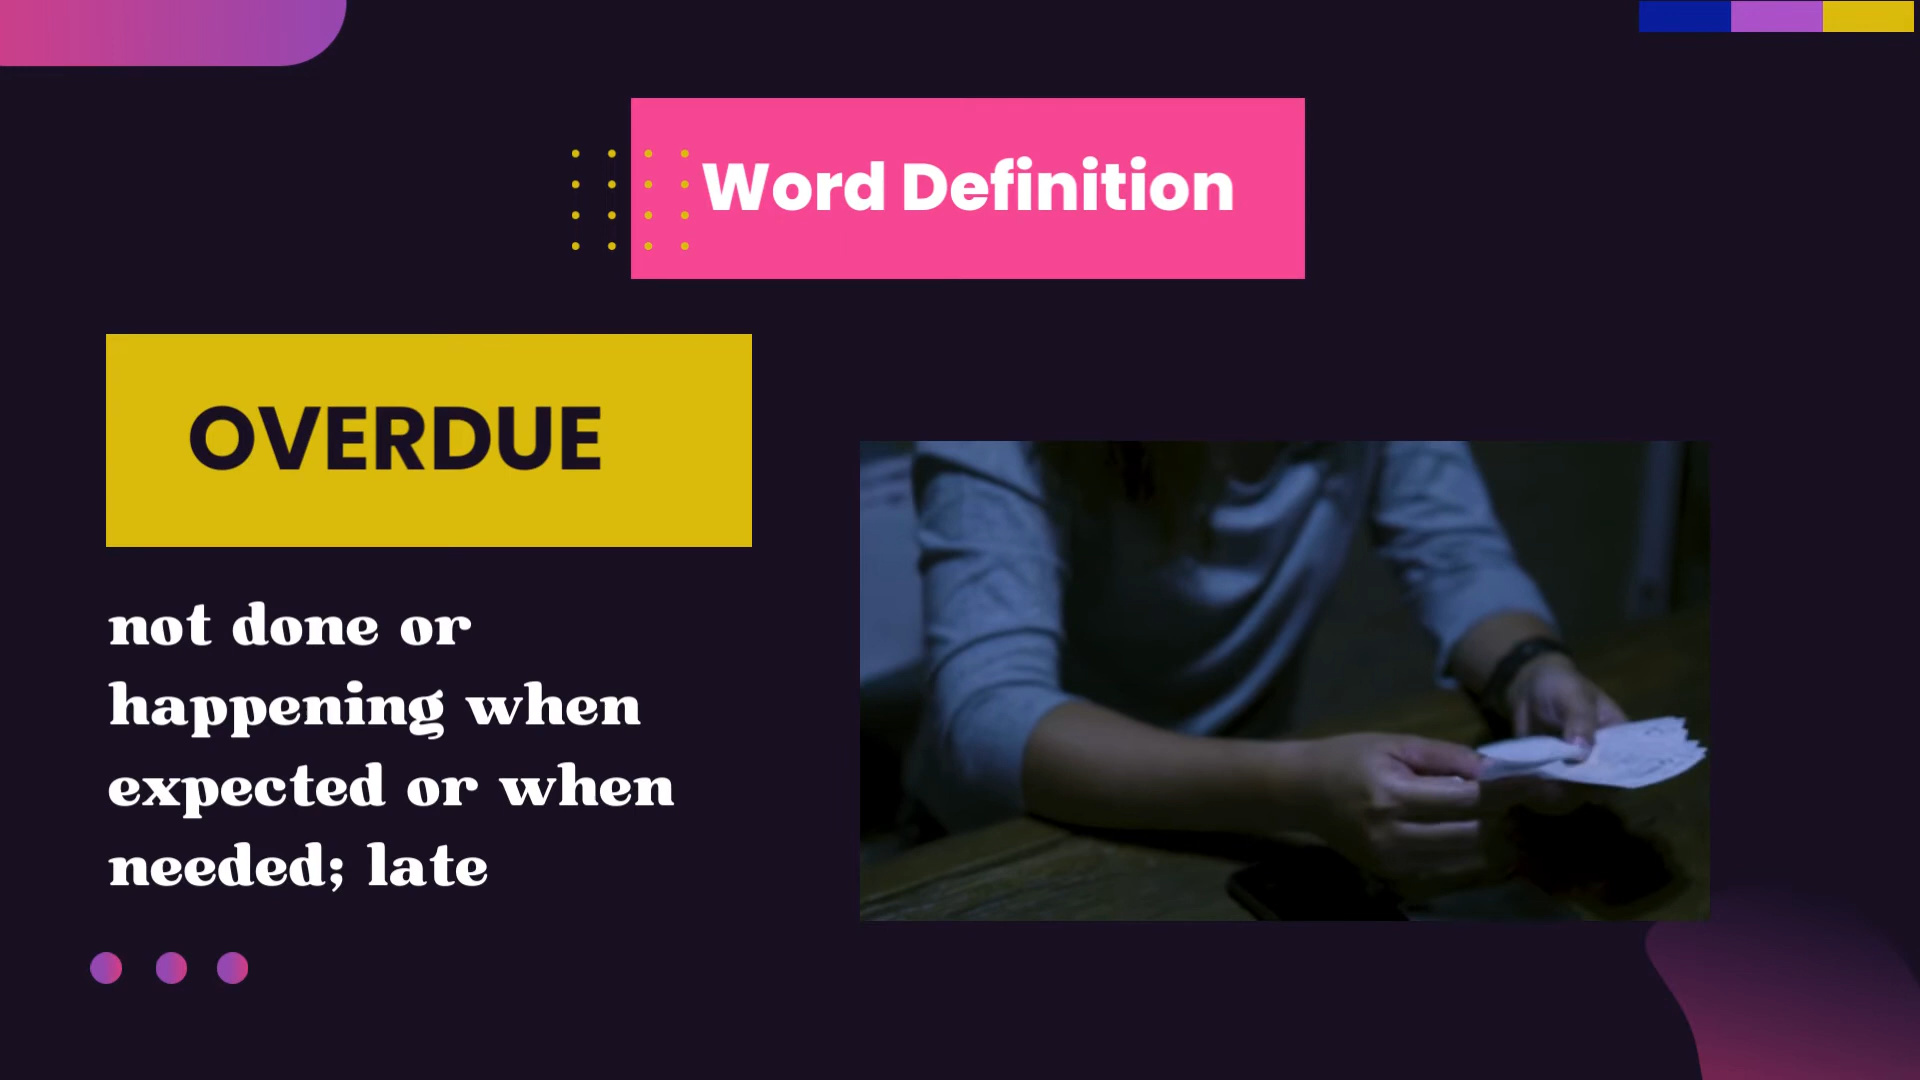 Word Definition
OVERDUE
not done or
happening when
expected or when
needed; late